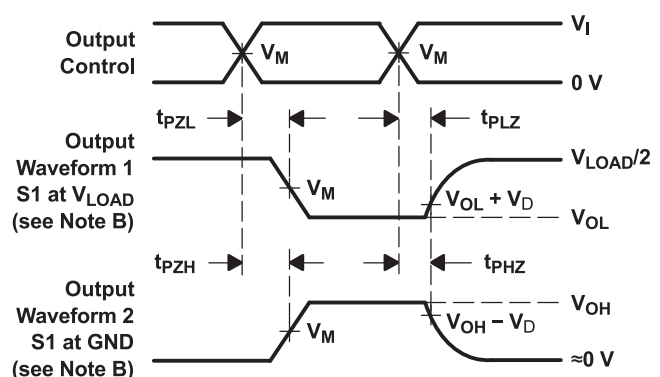 Output
Control
V_M
V_M
V_I
0 V
t_PZL
t_PLZ
Output
Waveform 1
S1 at V_LOAD
(see Note B)
V_M
V_LOAD/2
V_OL + V_D
V_OL
t_PZH
t_PHZ
Output
Waveform 2
S1 at GND
(see Note B)
V_M
V_OH
V_OH − V_D
≈0 V